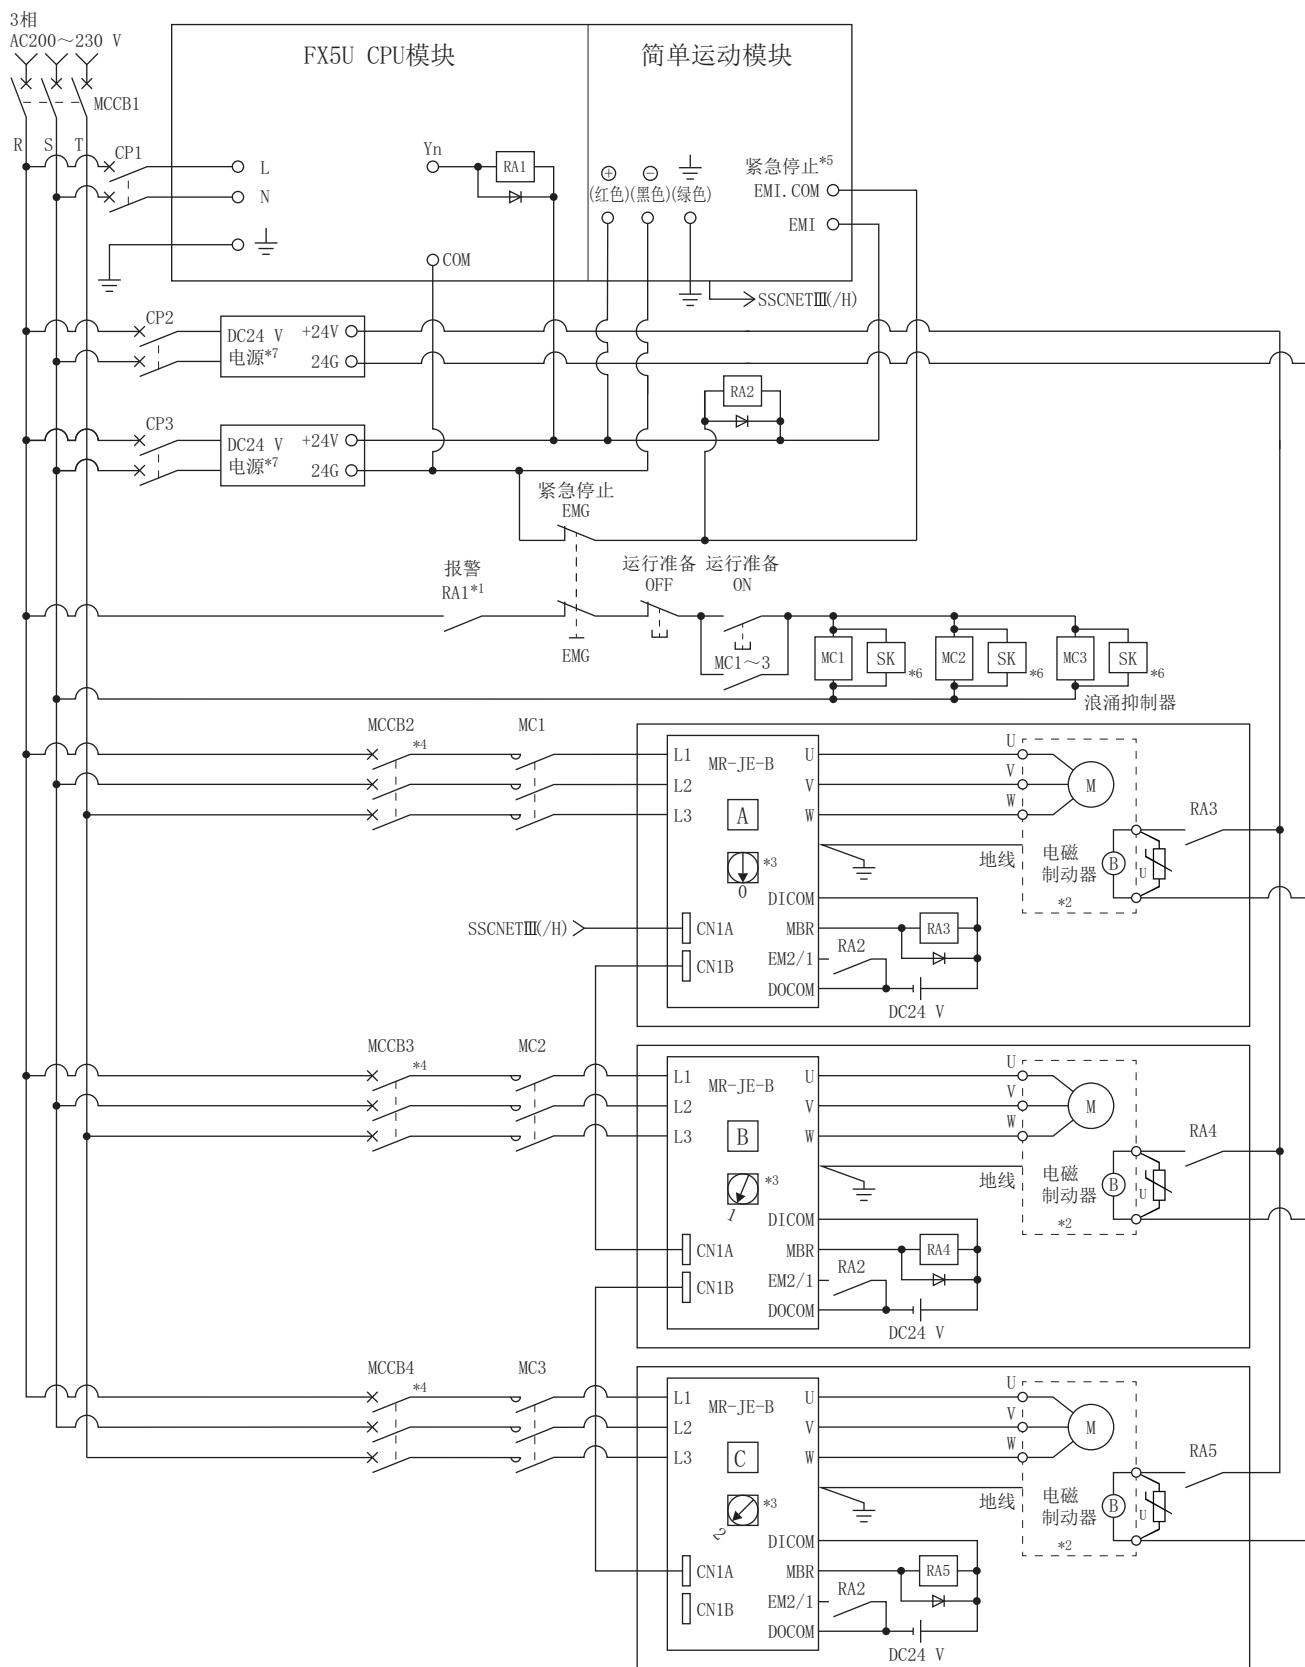 3相
AC200～230 V
MCCB1
R S T
FX5U CPU模块
简单运动模块
CP1
L
N
Yn
RA1
COM
⊕ ⊖
(红色)(黑色)(绿色)
紧急停止*5
EMI.COM
EMI
SSCNETⅢ(/H)
CP2
DC24 V
电源*7
+24V
24G
RA2
CP3
DC24 V
电源*7
+24V
24G
紧急停止
EMG
报警
RA1*1
EMG
运行准备
OFF
运行准备
ON
MC1～3
MC1 SK *6
MC2 SK *6
MC3 SK *6
浪涌抑制器
MCCB2
*4
MC1
L1
L2
L3
MR-JE-B
A
*3
0
U
V
W
U
V
W
M
地线
电磁
制动器
*2
B
U
RA3
DICOM
MBR
EM2/1
DOCOM
RA3
RA2
DC24 V
SSCNETⅢ(/H)
CN1A
CN1B
MCCB3
*4
MC2
L1
L2
L3
MR-JE-B
B
*3
1
U
V
W
U
V
W
M
地线
电磁
制动器
*2
B
U
RA4
DICOM
MBR
EM2/1
DOCOM
RA4
RA2
DC24 V
CN1A
CN1B
MCCB4
*4
MC3
L1
L2
L3
MR-JE-B
C
*3
2
U
V
W
U
V
W
M
地线
电磁
制动器
*2
B
U
RA5
DICOM
MBR
EM2/1
DOCOM
RA5
RA2
DC24 V
CN1A
CN1B